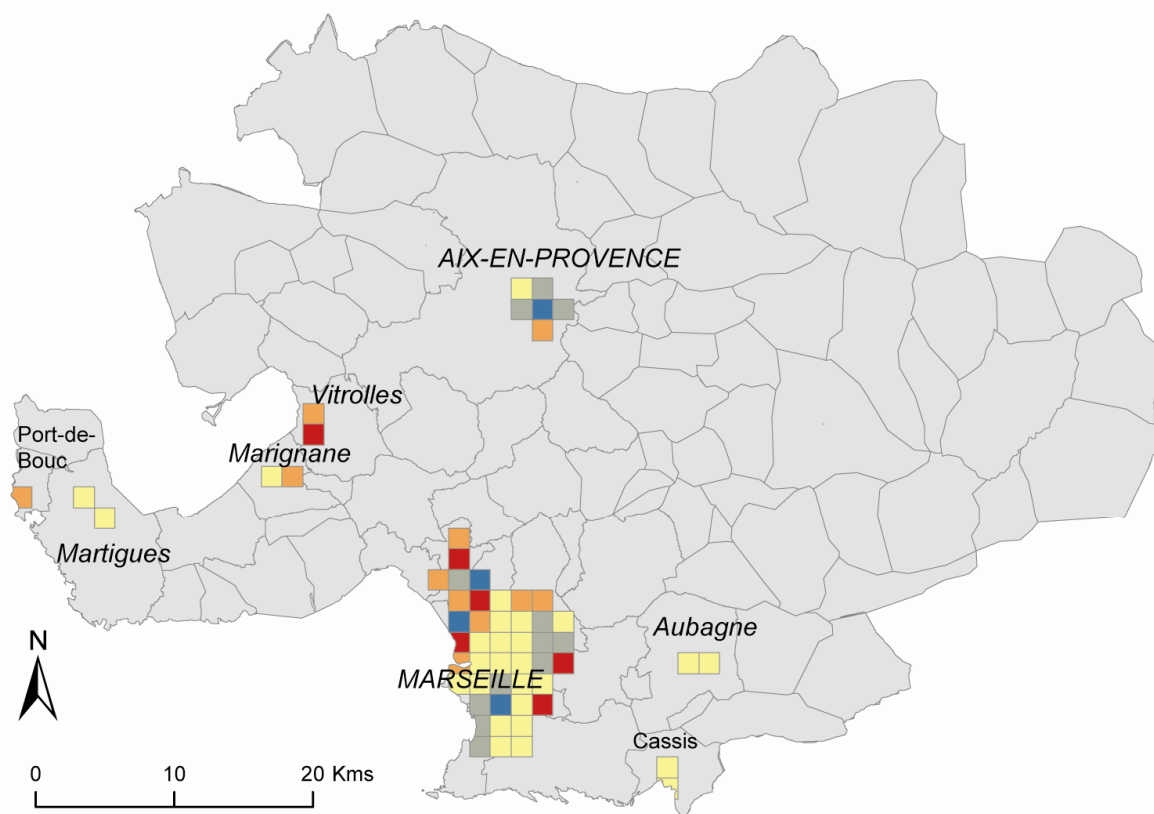 AIX-EN-PROVENCE
Vitrolles
Port-de-
Bouc
Marignane
Martigues
N
Aubagne
MARSEILLE
Cassis
0 10 20 Kms